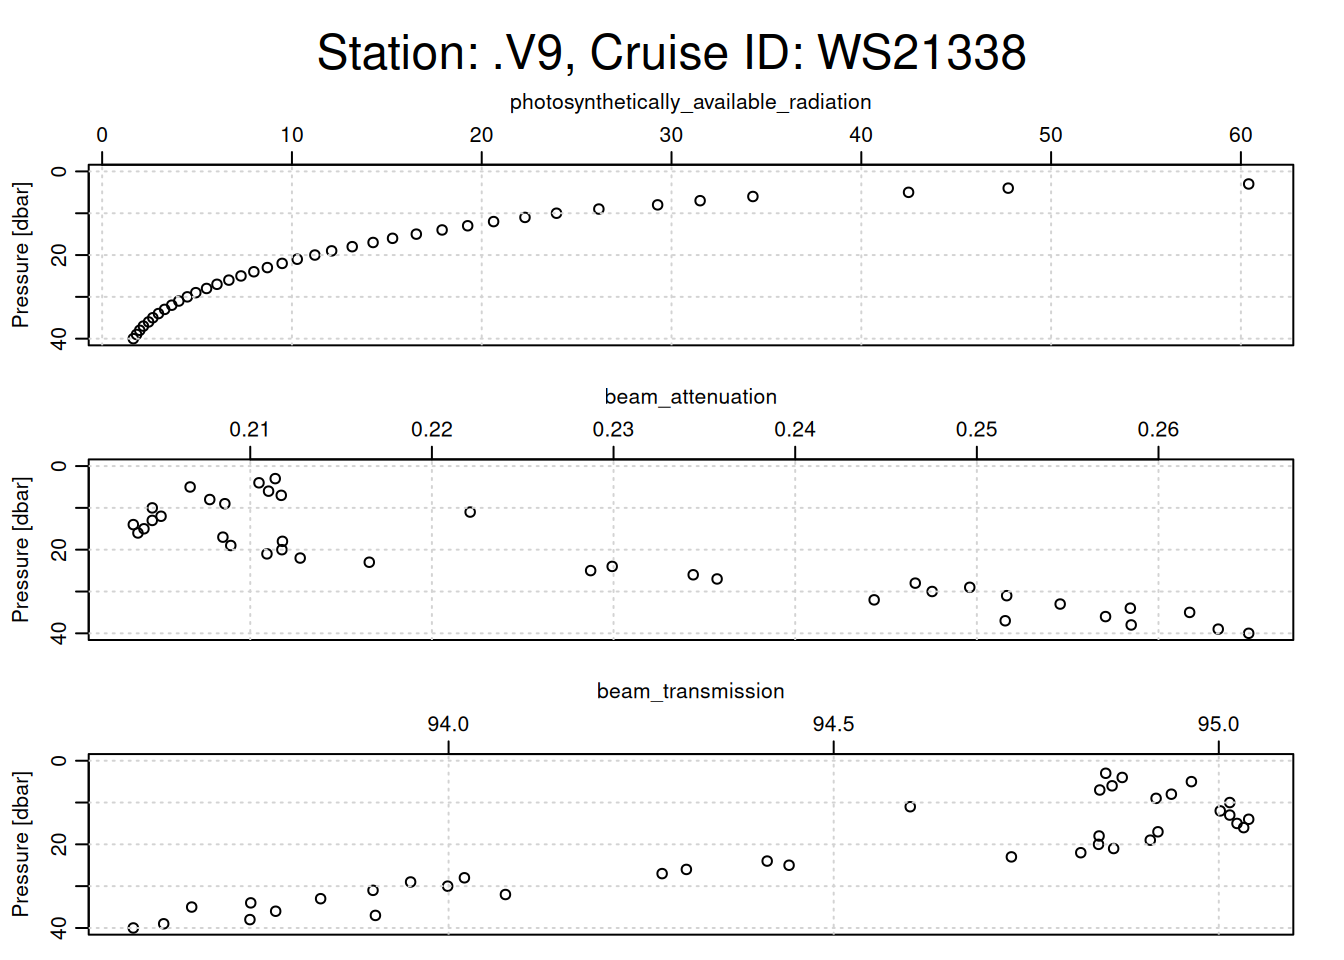 Station: .V9, Cruise ID: WS21338
photosynthetically_available_radiation
0 10 20 30 40 50 60
Pressure [dbar]
0
20
40
beam_attenuation
0.21 0.22 0.23 0.24 0.25 0.26
Pressure [dbar]
0
20
40
beam_transmission
94.0 94.5 95.0
Pressure [dbar]
0
20
40